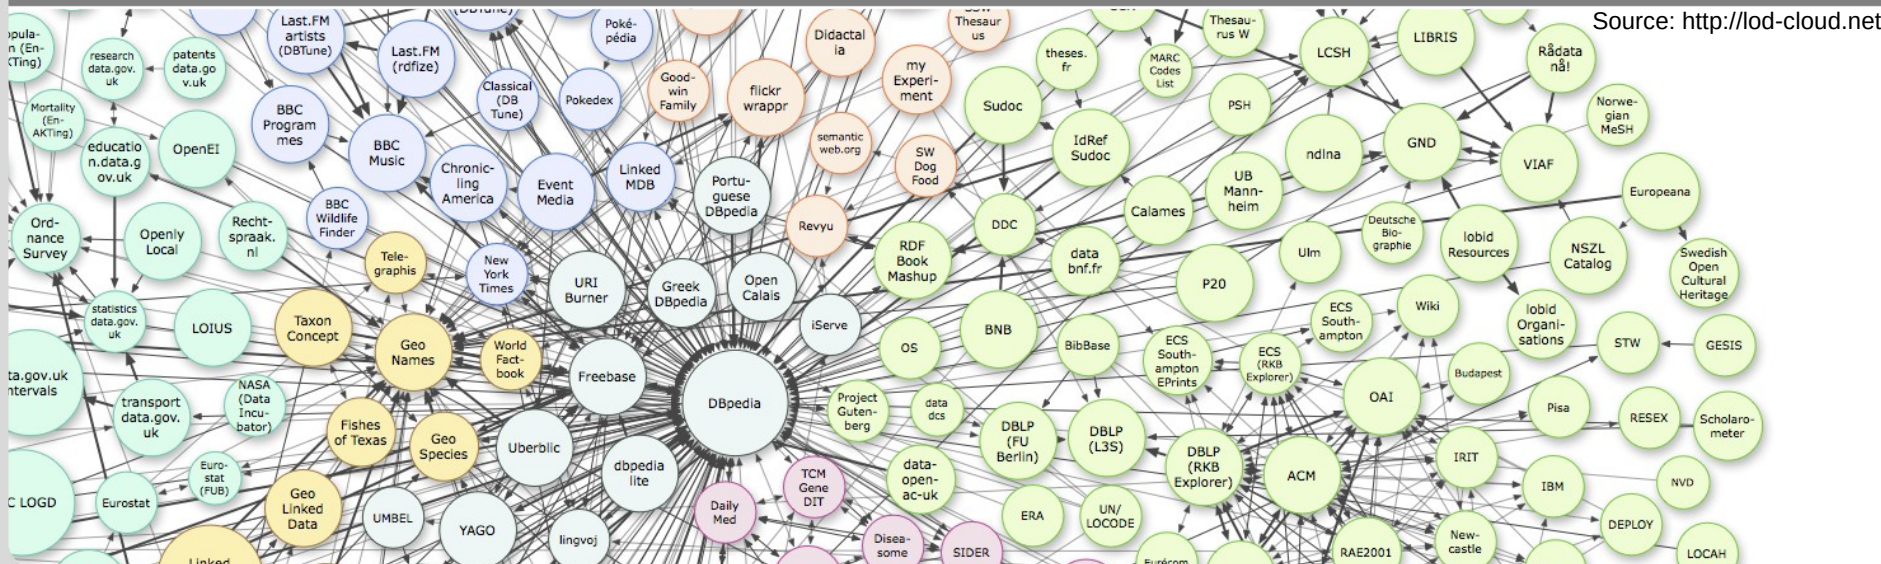 Source: http://lod-cloud.net
Last.FM
artists
(DBTune)
Last.FM
(rdfize)
(DBTune)
Poké-
pédia
Didactal
ia
Thesaur
us
Thesau-
rus W
LCSH
LIBRIS
Rådata
nå!
research
data.gov.
uk
patents
data.go
v.uk
Mortality
(En-
AKTing)
educatio
n.data.g
ov.uk
OpenEI
BBC
Program
mes
BBC
Music
Classical
(DB
Tune)
Pokedex
Good-
win
Family
flickr
wrappr
my
Experi-
ment
semantic
web.org
SW
Dog
Food
Sudoc
theses.
fr
MARC
Codes
List
PSH
IdRef
Sudoc
ndlna
GND
VIAF
Norwe-
gian
MeSH
Ord-
nance
Survey
Openly
Local
Recht-
spraak.
nl
BBC
Wildlife
Finder
Chronic-
ling
America
Event
Media
Linked
MDB
Portu-
guese
DBpedia
Revyu
DDC
Calames
UB
Mann-
heim
Deutsche
Bio-
graphie
lobid
Resources
NSZL
Catalog
Europeana
Swedish
Open
Cultural
Heritage
Tele-
graphis
New
York
Times
URI
Burner
Greek
DBpedia
Open
Calais
iServe
RDF
Book
Mashup
data
bnf.fr
P20
Ulm
statistics
data.gov.
uk
LOIUS
Taxon
Concept
Geo
Names
World
Fact-
book
Freebase
DBpedia
OS
BNB
BibBase
ECS
South-
ampton
EPrints
ECS
(RKB
Explorer)
ECS
South-
ampton
Wiki
lobid
Organi-
sations
STW
GESIS
ta.gov.uk
ntervals
transport
data.gov.
uk
NASA
(Data
Incu-
bator)
Fishes
of Texas
Geo
Species
Uberblic
dbpedia
lite
Project
Guten-
berg
data
dcs
DBLP
(FU
Berlin)
DBLP
(L3S)
DBLP
(RKB
Explorer)
OAI
Budapest
Pisa
RESEX
Scholaro-
meter
C LOGD
Eurostat
Euro-
stat
(FUB)
Geo
Linked
Data
UMBEL
YAGO
lingvoj
Daily
Med
TCM
Gene
DIT
data-
open-
ac-uk
ERA
UN/
LOCODE
ACM
IRIT
IBM
NVD
Linked
Disea-
some
SIDER
Eurécom
RAE2001
New-
castle
DEPLOY
LOCAH